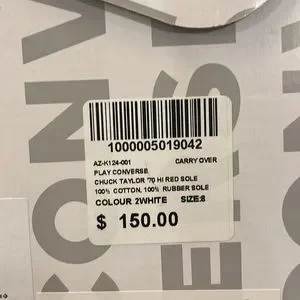 CONVERSE
1000005019042
AZ-K124-001 CARRY OVER
PLAY CONVERSE
CHUCK TAYLOR '70 HI RED SOLE
100% COTTON, 100% RUBBER SOLE
COLOUR 2WHITE SIZE:8
$ 150.00